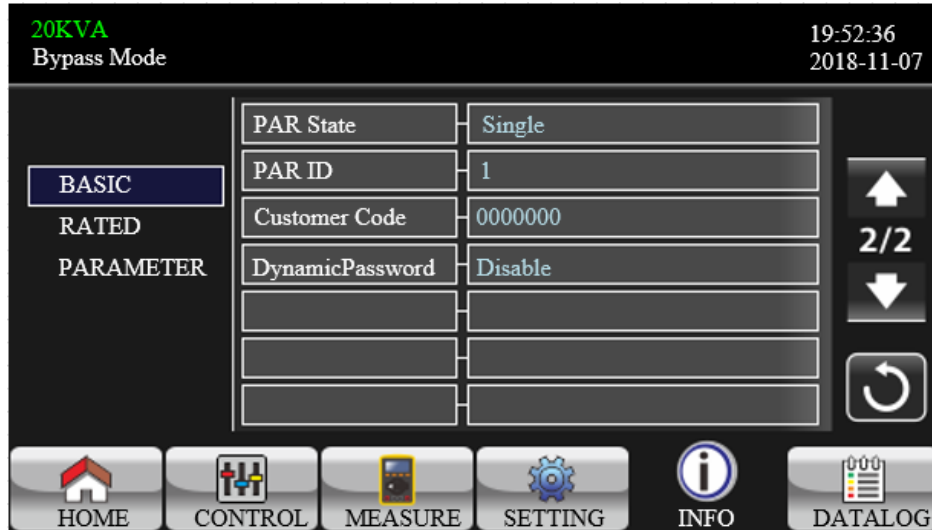 20KVA
Bypass Mode
19:52:36
2018-11-07
BASIC
RATED
PARAMETER
PAR State Single
PAR ID 1
Customer Code 0000000
DynamicPassword Disable
2/2
HOME CONTROL MEASURE SETTING INFO DATALOG